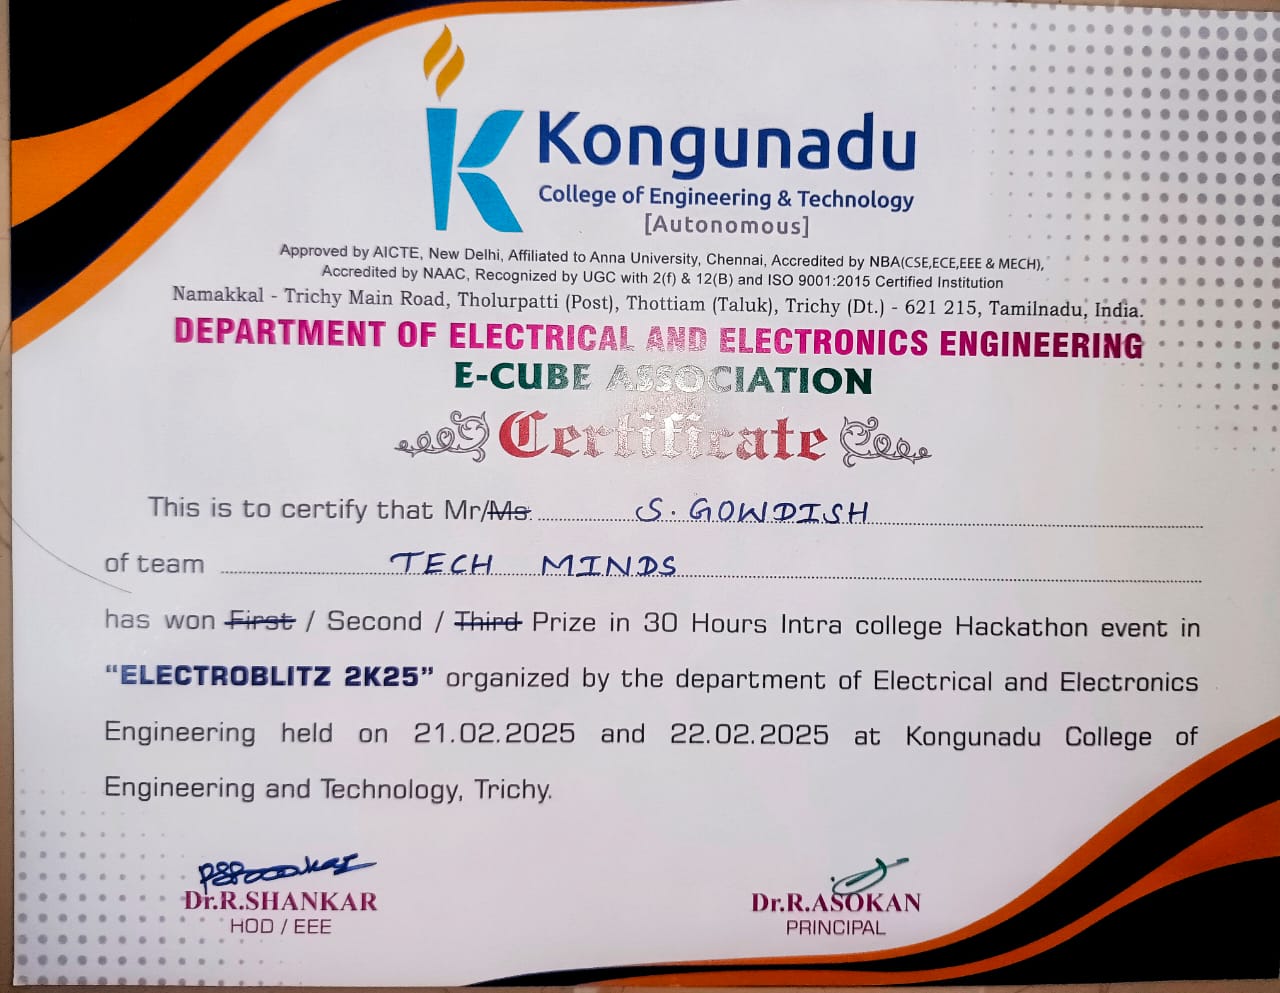 Kongunadu
College of Engineering & Technology
[Autonomous]
Approved by AICTE, New Delhi, Affiliated to Anna University, Chennai, Accredited by NBA(CSE,ECE,EEE & MECH),
Accredited by NAAC, Recognized by UGC with 2(f) & 12(B) and ISO 9001:2015 Certified Institution
Namakkal - Trichy Main Road, Tholurpatti (Post), Thottiam (Taluk), Trichy (Dt.) - 621 215, Tamilnadu, India.
DEPARTMENT OF ELECTRICAL AND ELECTRONICS ENGINEERING
E-CUBE ASSOCIATION
Certificate
This is to certify that Mr/Ms. S. GOWDISH
of team TECH MINDS
has won First / Second / Third Prize in 30 Hours Intra college Hackathon event in
“ELECTROBLITZ 2K25” organized by the department of Electrical and Electronics
Engineering held on 21.02.2025 and 22.02.2025 at Kongunadu College of
Engineering and Technology, Trichy.
Dr.R.SHANKAR
HOD / EEE
Dr.R.ASOKAN
PRINCIPAL